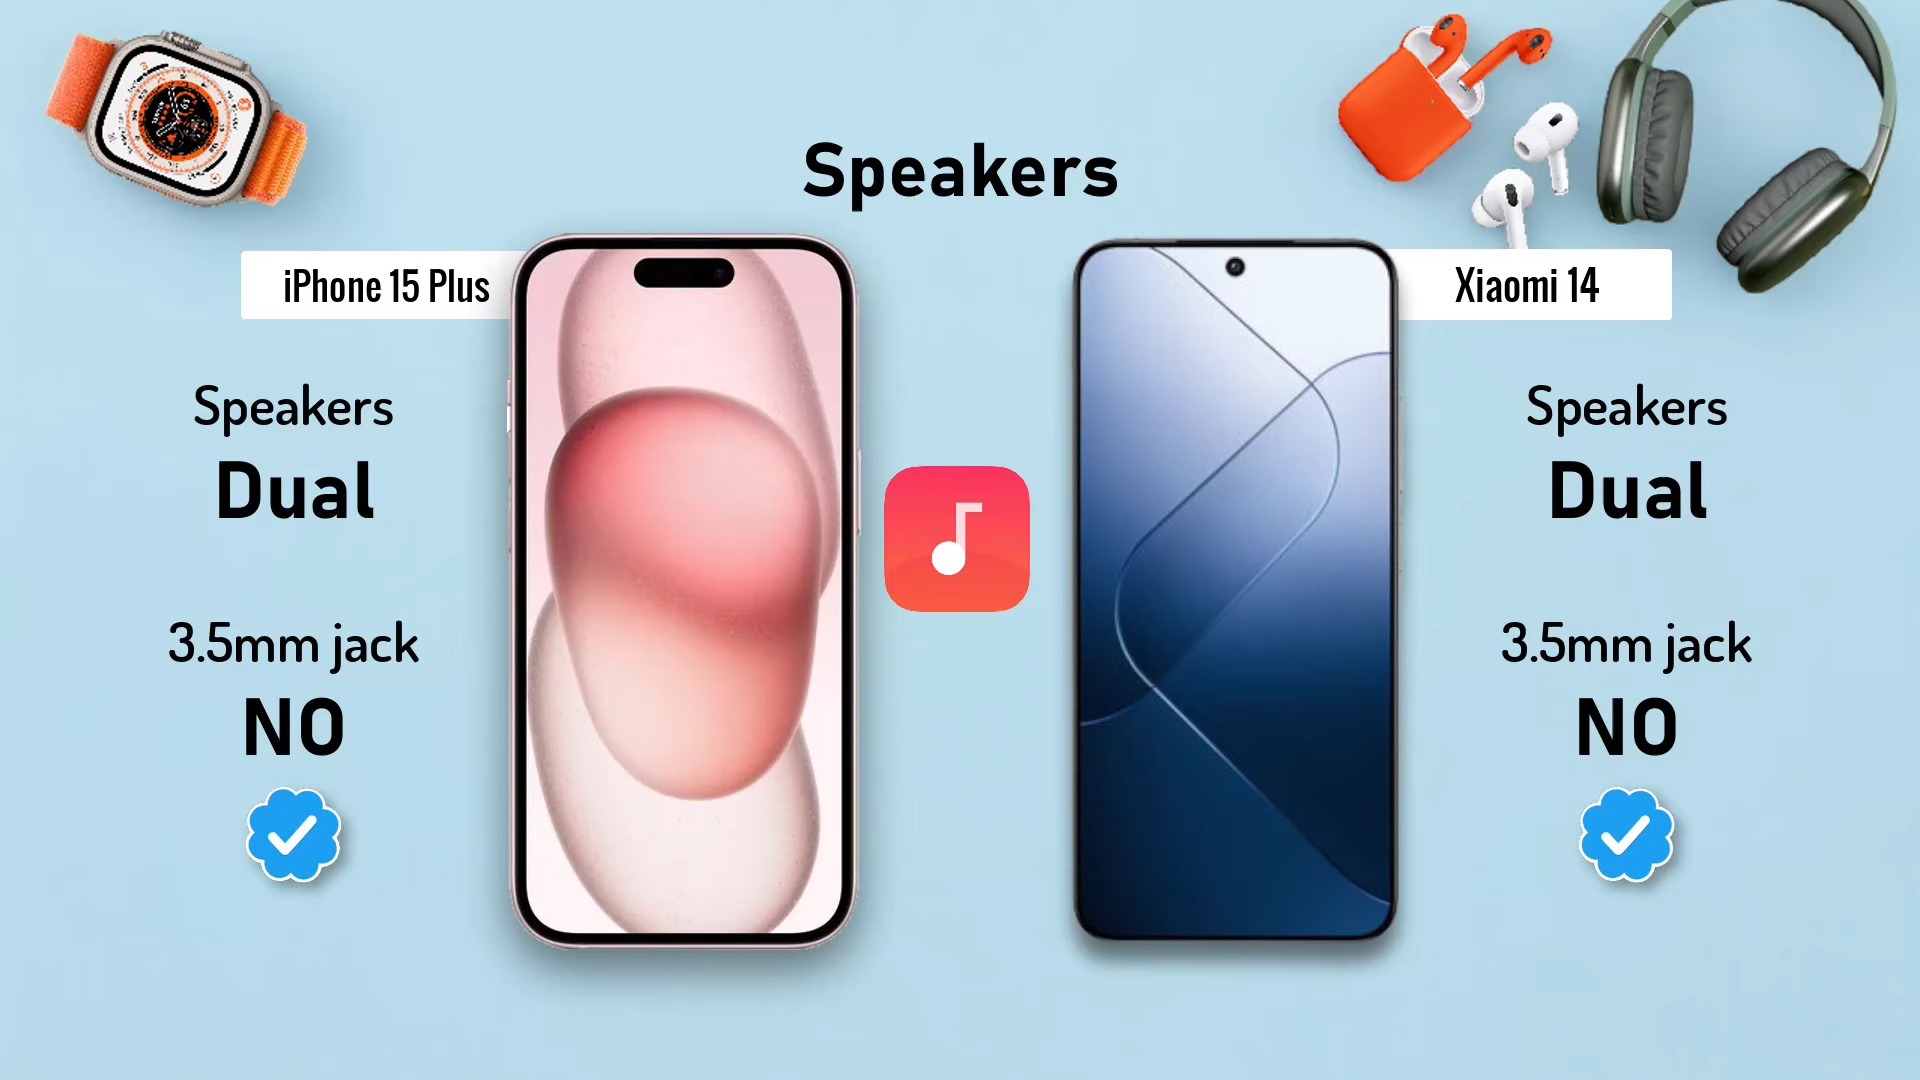 Speakers
iPhone 15 Plus
Xiaomi 14
Speakers
Dual
3.5mm jack
NO
Speakers
Dual
3.5mm jack
NO